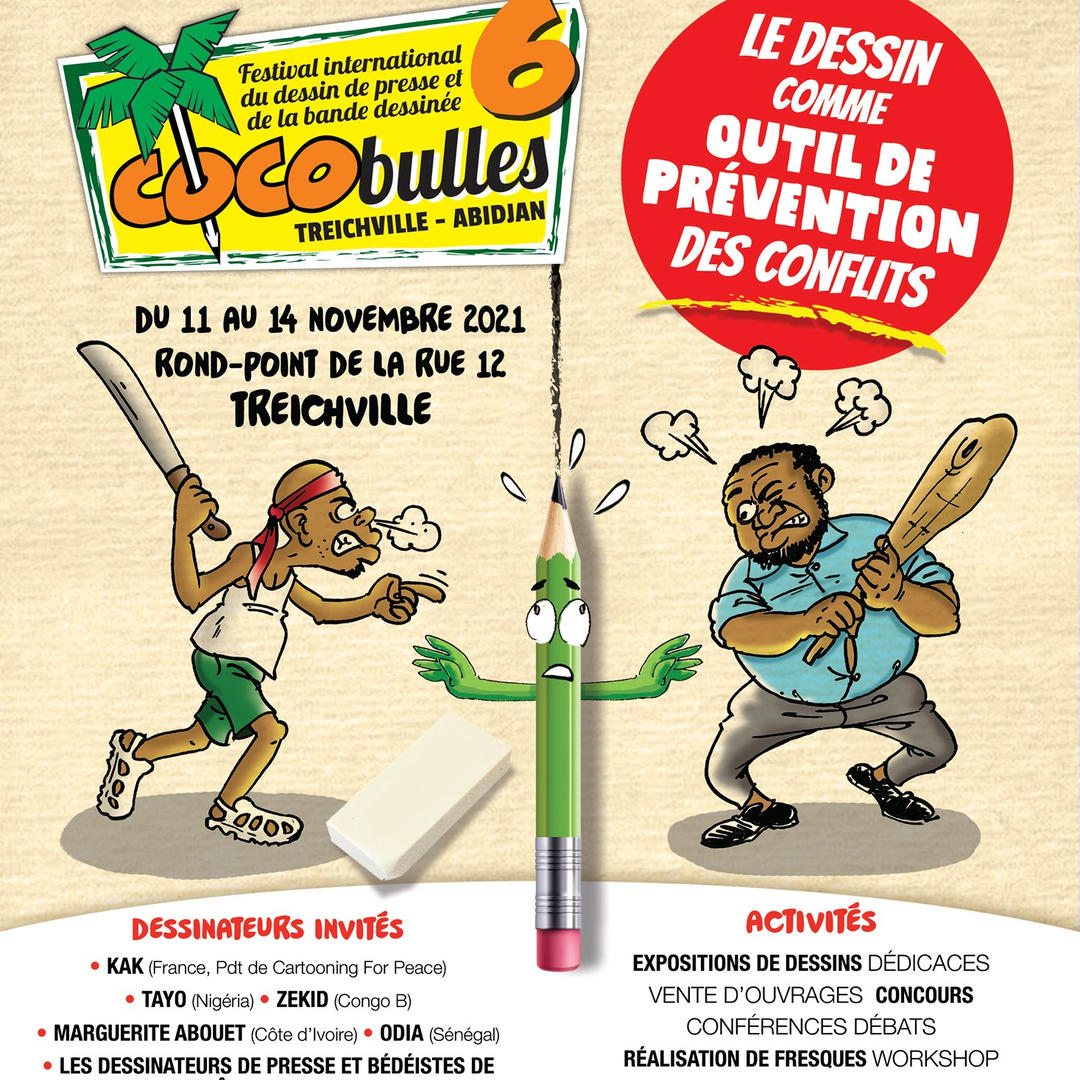 Festival international
du dessin de presse et
de la bande dessinée
6
COCObulles
TREICHVILLE - ABIDJAN
LE DESSIN
COMME
OUTIL DE
PRÉVENTION
DES CONFLITS
DU 11 AU 14 NOVEMBRE 2021
ROND-POINT DE LA RUE 12
TREICHVILLE
DESSINATEURS INVITÉS
• KAK (France, Pdt de Cartooning For Peace)
• TAYO (Nigéria) • ZEKID (Congo B)
• MARGUERITE ABOUET (Côte d'Ivoire) • ODIA (Sénégal)
• LES DESSINATEURS DE PRESSE ET BÉDÉISTES DE
ACTIVITÉS
EXPOSITIONS DE DESSINS DÉDICACES
VENTE D'OUVRAGES CONCOURS
CONFÉRENCES DÉBATS
RÉALISATION DE FRESQUES WORKSHOP